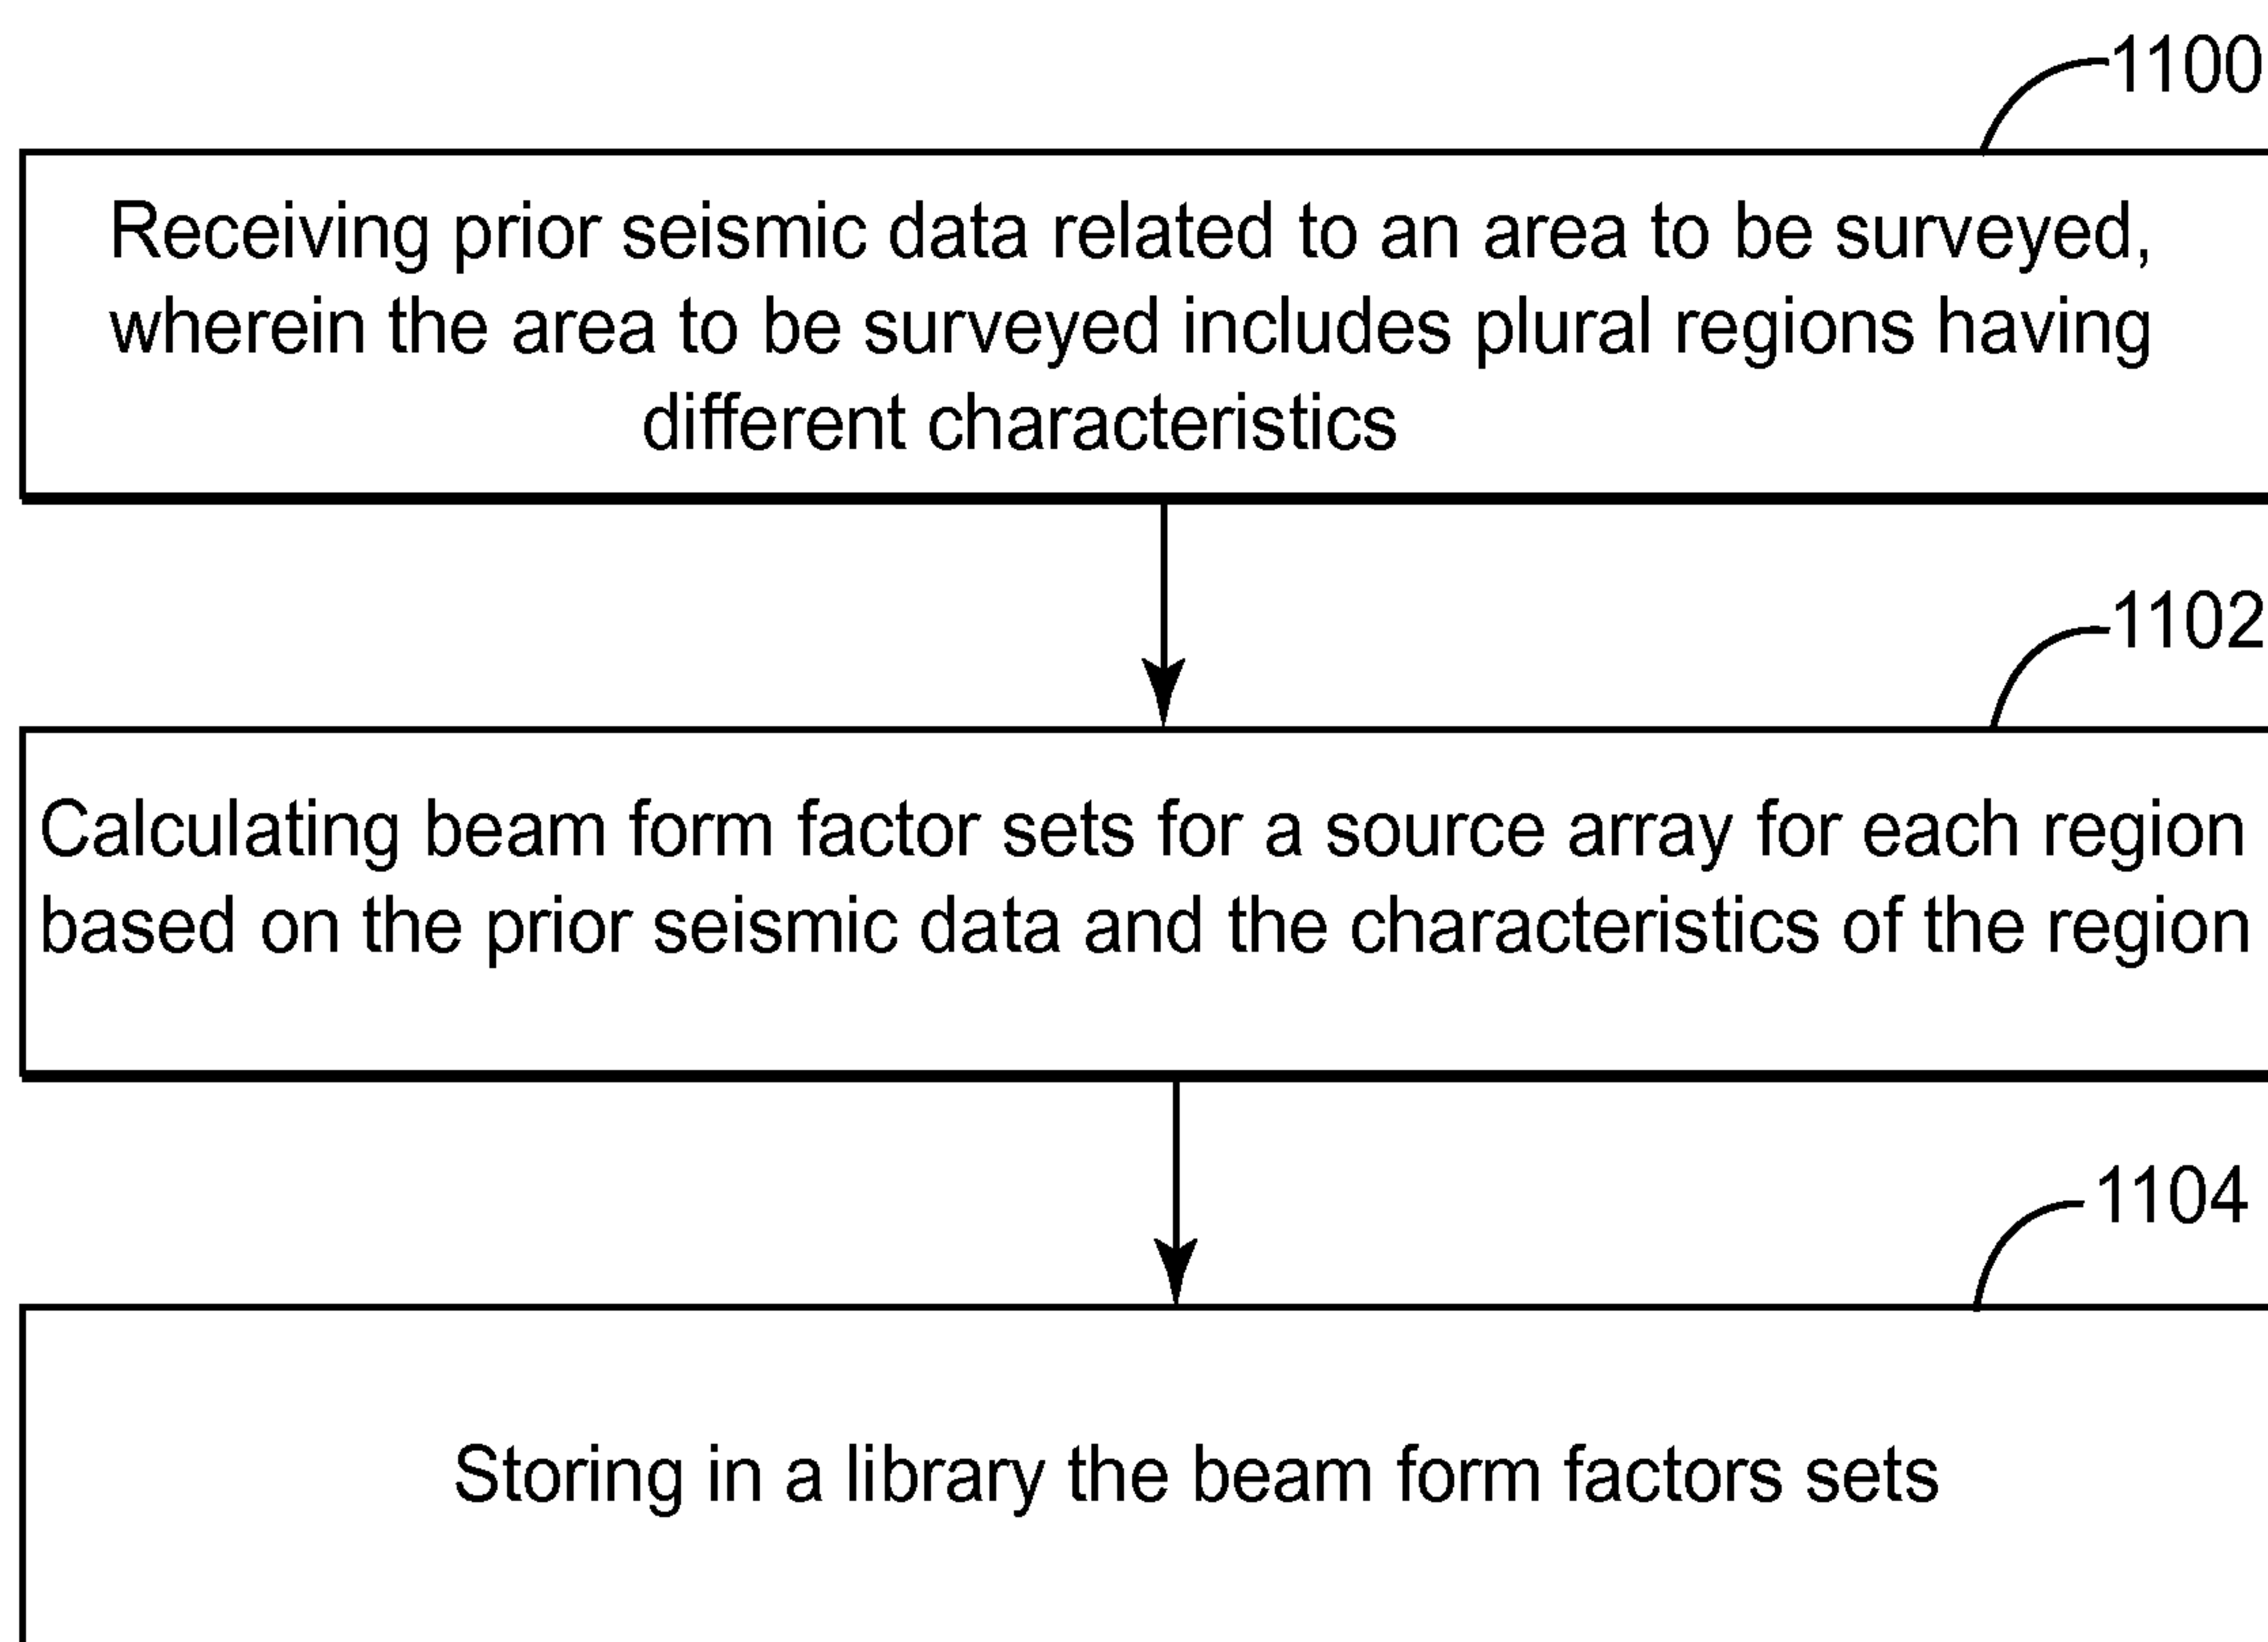 1100
Receiving prior seismic data related to an area to be surveyed,
wherein the area to be surveyed includes plural regions having
different characteristics
1102
Calculating beam form factor sets for a source array for each region
based on the prior seismic data and the characteristics of the region
1104
Storing in a library the beam form factors sets